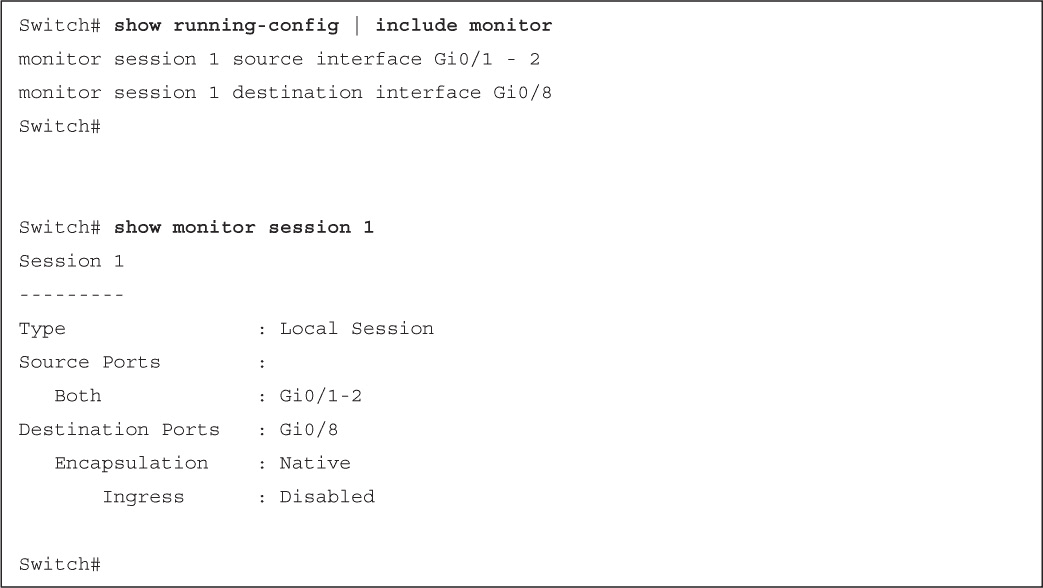 Switch# show running-config | include monitor
monitor session 1 source interface Gi0/1 - 2
monitor session 1 destination interface Gi0/8
Switch#
Switch# show monitor session 1
Session 1
---------
Type                : Local Session
Source Ports        :
   Both             : Gi0/1-2
Destination Ports   : Gi0/8
   Encapsulation    : Native
       Ingress      : Disabled
Switch#